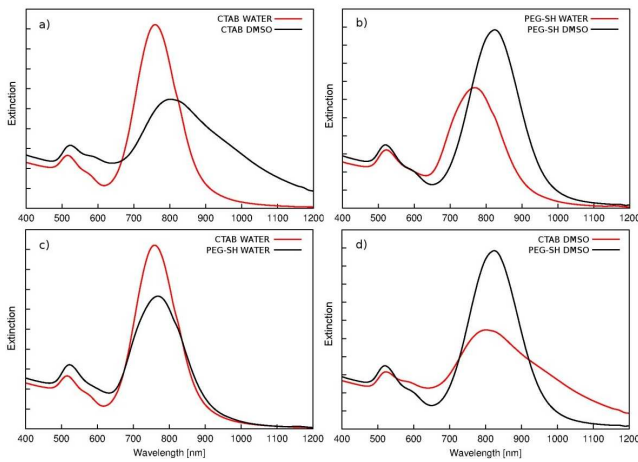 a)
CTAB WATER
CTAB DMSO
Extinction
400 500 600 700 800 900 1000 1100 1200
b)
PEG-SH WATER
PEG-SH DMSO
Extinction
400 500 600 700 800 900 1000 1100 1200
c)
CTAB WATER
PEG-SH WATER
Extinction
400 500 600 700 800 900 1000 1100 1200
Wavelength [nm]
d)
CTAB DMSO
PEG-SH DMSO
Extinction
400 500 600 700 800 900 1000 1100 1200
Wavelength [nm]